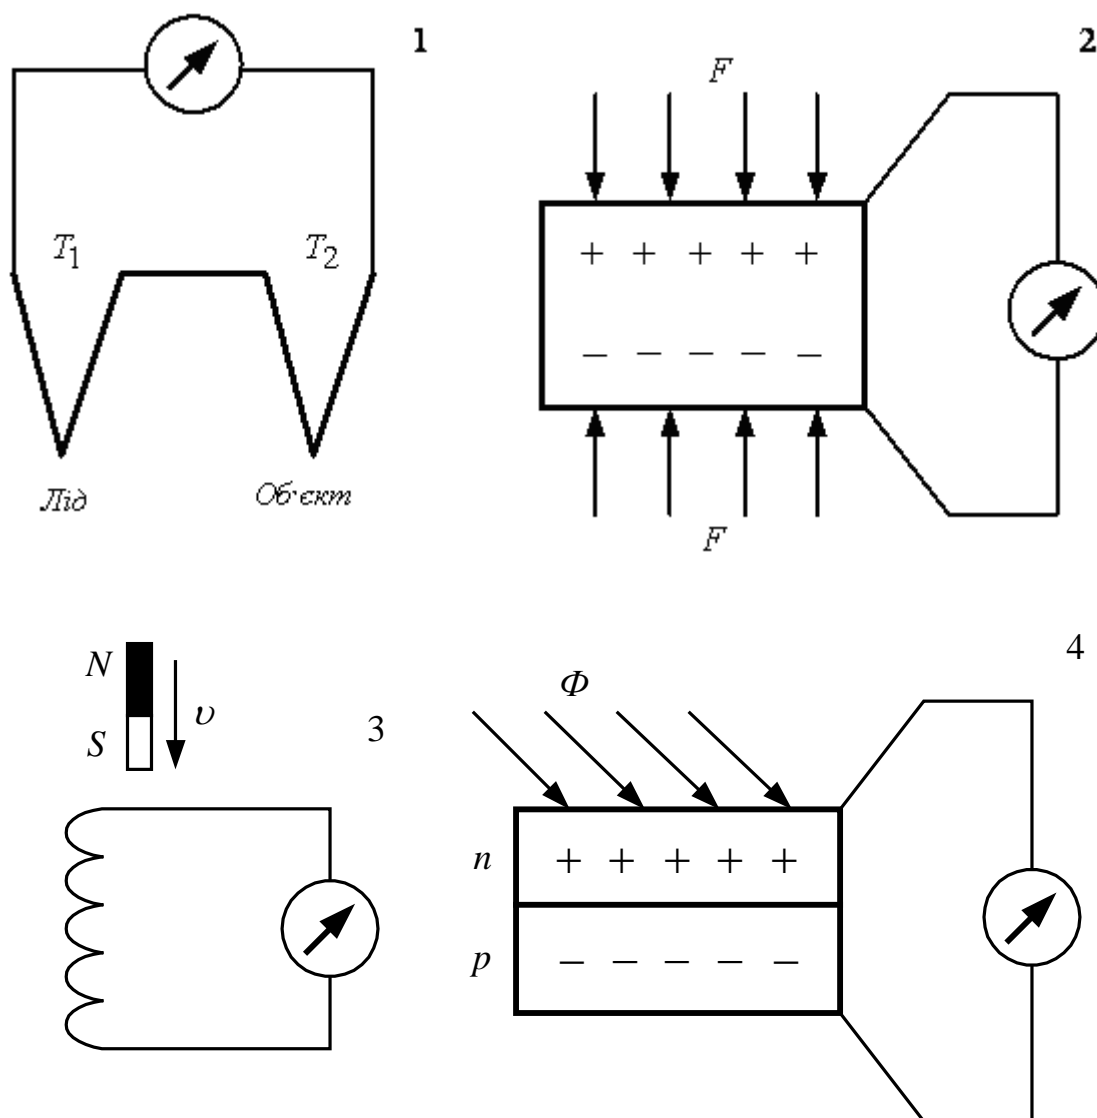 1
T1 T2
Лід Об'єкт
2
F
+ + + + +
− − − − −
F
N
S
υ
3
4
Φ
n + + + + +
p − − − − −